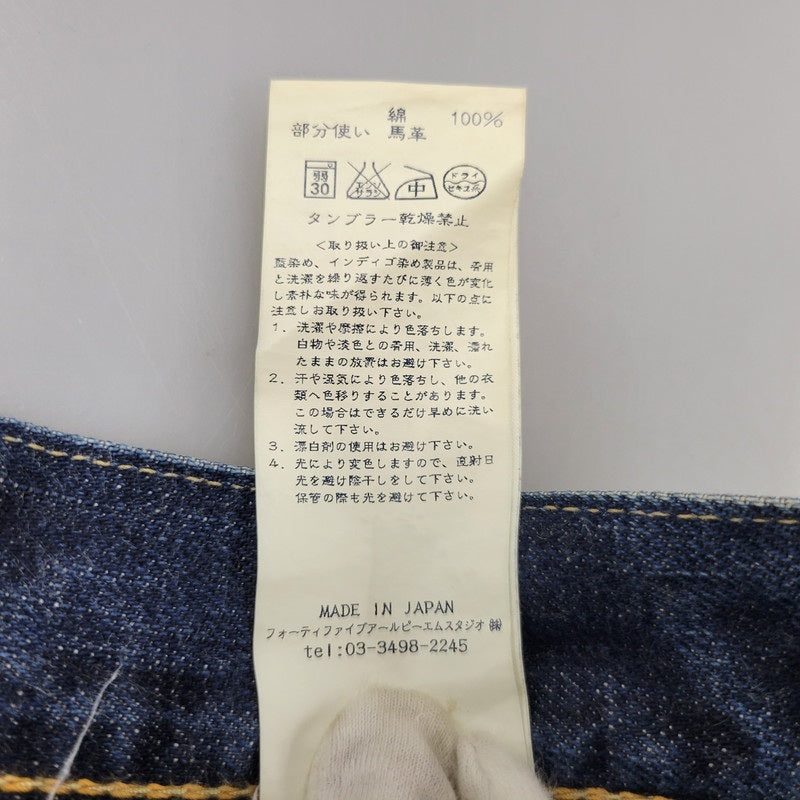 綿 100%
部分使い 馬革
弱 30 エンソ サラシ 中 ドライ セキユ系
タンブラー乾燥禁止
<取り扱い上の御注意>
藍染め、インディゴ染め製品は、着用
と洗濯を繰り返すたびに薄く色が変化
し素朴な味が得られます。以下の点に
注意しお取り扱い下さい。
1. 洗濯や摩擦により色落ちします。
白物や淡色との着用、洗濯、濡れ
たままの放置はお避け下さい。
2. 汗や湿気により色落ちし、他の衣
類へ色移りすることがあります。
この場合はできるだけ早めに洗い
流して下さい。
3. 漂白剤の使用はお避け下さい。
4. 光により変色しますので、直射日
光を避け陰干しをして下さい。
保管の際も光を避けて下さい。
MADE IN JAPAN
フォーティファイブアールピーエムスタジオ㈱
tel:03-3498-2245